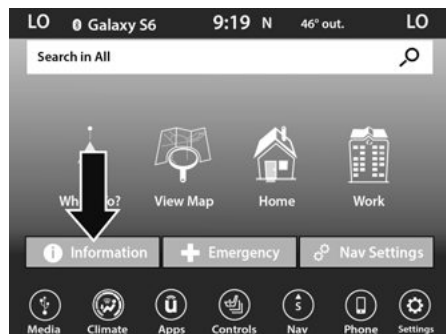 LO Galaxy S6 9:19 N 46° out. LO
Search in All
View Map Home Work
Information Emergency Nav Settings
ū S
Media Climate Apps Controls Nav Phone Settings